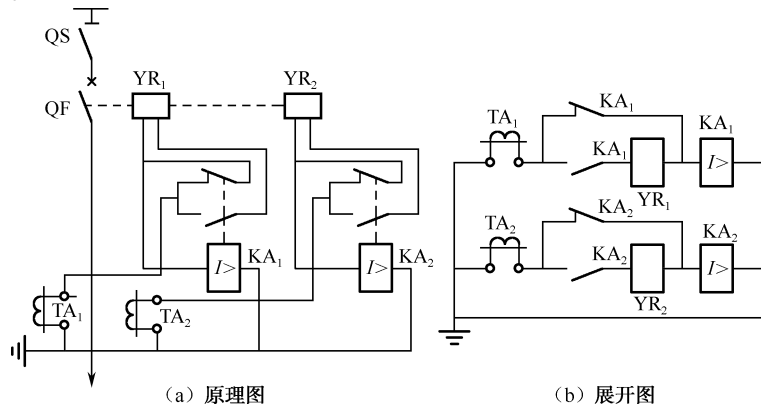 QS
QF
YR₁
YR₂
I>
KA₁
I>
KA₂
TA₁
TA₂
(a) 原理图
KA₁
TA₁
KA₁
KA₁
YR₁
I>
KA₂
TA₂
KA₂
KA₂
YR₂
I>
(b) 展开图